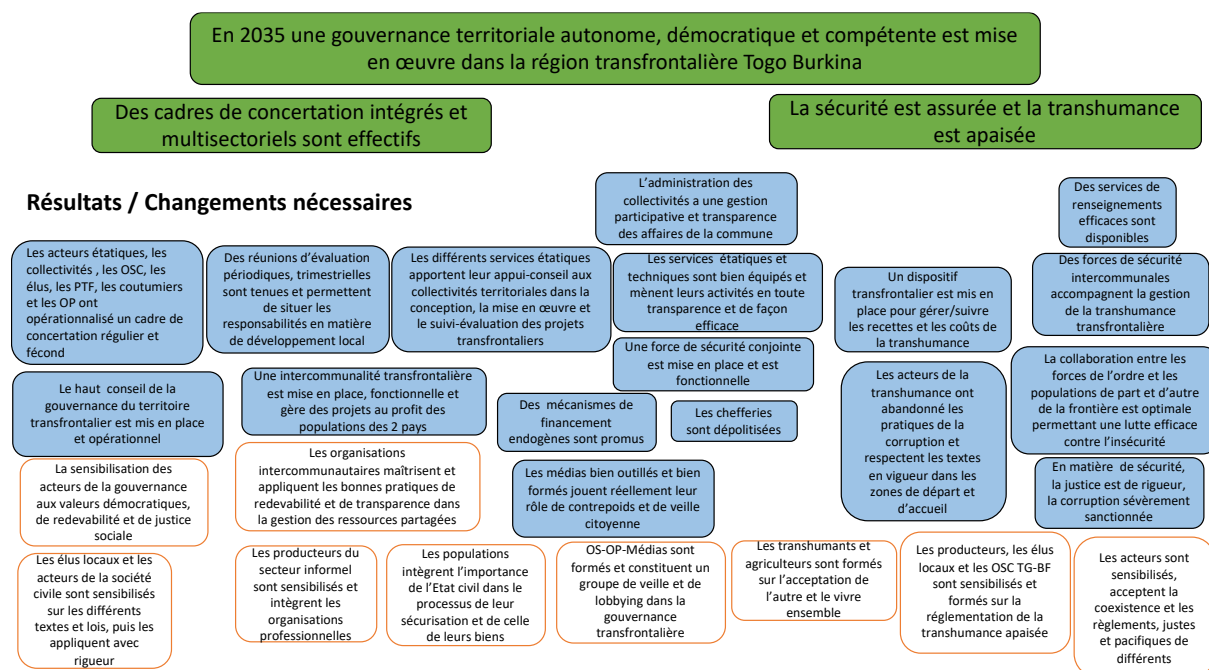 En 2035 une gouvernance territoriale autonome, démocratique et compétente est mise
en œuvre dans la région transfrontalière Togo Burkina
Des cadres de concertation intégrés et
multisectoriels sont effectifs
La sécurité est assurée et la transhumance
est apaisée
Résultats / Changements nécessaires
L’administration des
collectivités a une gestion
participative et transparence
des affaires de la commune
Des services de
renseignements
efficaces sont
disponibles
Les acteurs étatiques, les
collectivités , les OSC, les
élus, les PTF, les coutumiers
et les OP ont
opérationnalisé un cadre de
concertation régulier et
fécond
Des réunions d’évaluation
périodiques, trimestrielles
sont tenues et permettent
de situer les
responsabilités en matière
de développement local
Les différents services étatiques
apportent leur appui-conseil aux
collectivités territoriales dans la
conception, la mise en œuvre et
le suivi-évaluation des projets
transfrontaliers
Les services étatiques et
techniques sont bien équipés et
mènent leurs activités en toute
transparence et de façon
efficace
Un dispositif
transfrontalier est mis en
place pour gérer/suivre
les recettes et les coûts de
la transhumance
Des forces de sécurité
intercommunales
accompagnent la gestion
de la transhumance
transfrontalière
Une force de sécurité conjointe
est mise en place et est
fonctionnelle
Le haut  conseil de la
gouvernance du territoire
transfrontalier est mis en place
et opérationnel
Une intercommunalité transfrontalière
est mise en place, fonctionnelle et
gère des projets au profit des
populations des 2 pays
Des mécanismes de
financement
endogènes sont promus
Les chefferies
sont dépolitisées
Les acteurs de la
transhumance ont
abandonné les
pratiques de la
corruption et
respectent les textes
en vigueur dans les
zones de départ et
d’accueil
La collaboration entre les
forces de l’ordre et les
populations de part et d’autre
de la frontière est optimale
permettant une lutte efficace
contre l’insécurité
La sensibilisation des
acteurs de la gouvernance
aux valeurs démocratiques,
de redevabilité et de justice
sociale
Les organisations
intercommunautaires maîtrisent et
appliquent les bonnes pratiques de
redevabilité et de transparence dans
la gestion des ressources partagées
Les médias bien outillés et bien
formés jouent réellement leur
rôle de contrepoids et de veille
citoyenne
En matière  de sécurité,
la justice est de rigueur,
la corruption sévèrement
sanctionnée
Les élus locaux et les
acteurs de la société
civile sont sensibilisés
sur les différents
textes et lois, puis les
appliquent avec
rigueur
Les producteurs du
secteur informel
sont sensibilisés et
intègrent les
organisations
professionnelles
Les populations
intègrent l’importance
de l’Etat civil dans le
processus de leur
sécurisation et de celle
de leurs biens
OS-OP-Médias sont
formés et constituent un
groupe de veille et de
lobbying dans la
gouvernance
transfrontalière
Les transhumants et
agriculteurs sont formés
sur l’acceptation de
l’autre et le vivre
ensemble
Les producteurs, les élus
locaux et les OSC TG-BF
sont sensibilisés et
formés sur la
réglementation de la
transhumance apaisée
Les acteurs sont
sensibilisés,
acceptent la
coexistence et les
règlements, justes
et pacifiques de
différents